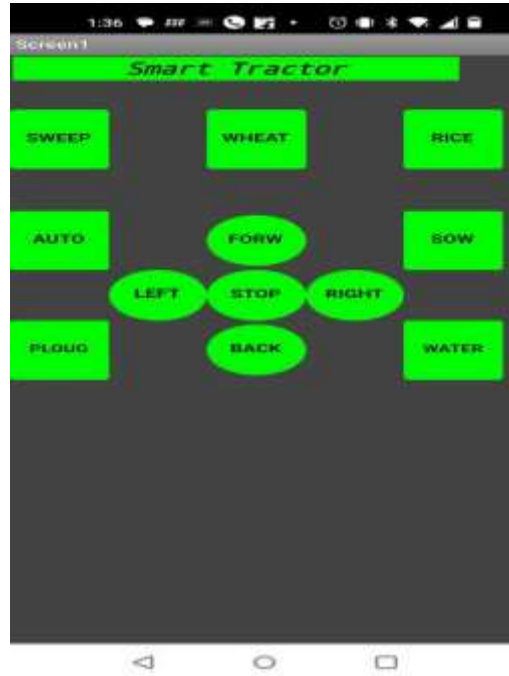 1:36
Screen1
Smart Tractor
SWEEP WHEAT RICE
AUTO FORW SOW
LEFT STOP RIGHT
PLOUG BACK WATER